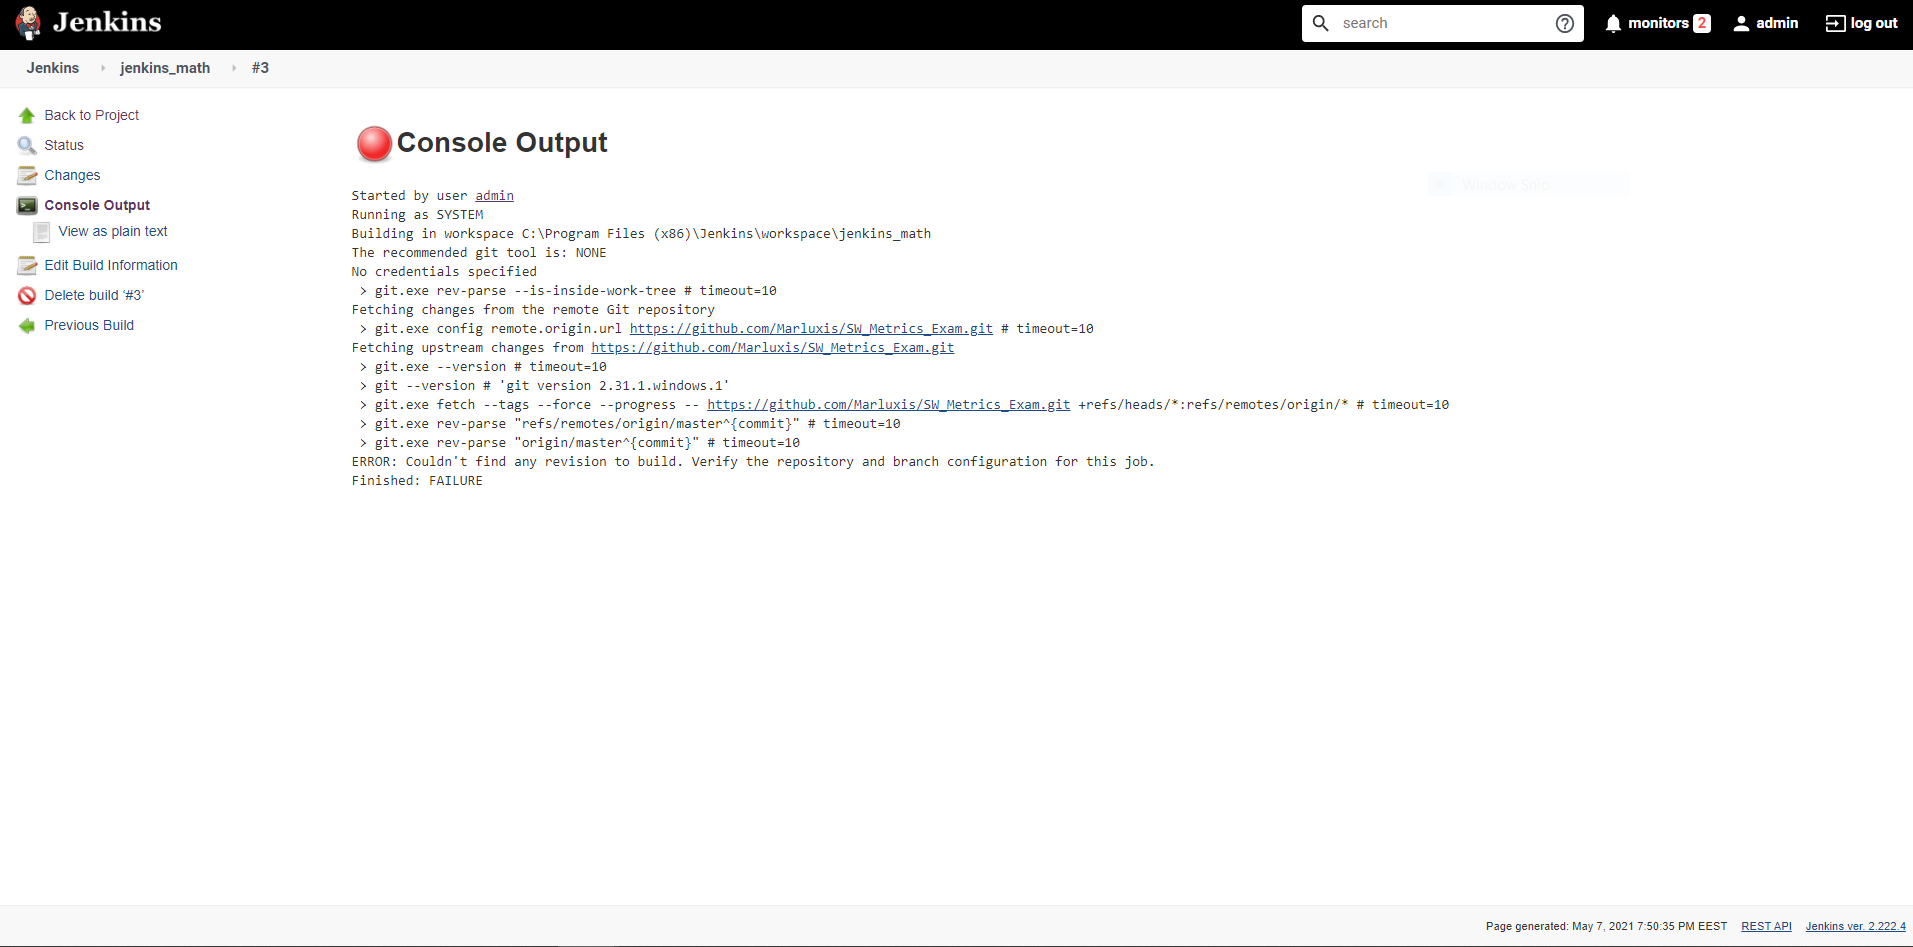 Jenkins
search
monitors 2
admin
log out
Jenkins
jenkins_math
#3
Back to Project
Status
Changes
Console Output
View as plain text
Edit Build Information
Delete build ‘#3’
Previous Build
Console Output
Started by user admin
Running as SYSTEM
Building in workspace C:\Program Files (x86)\Jenkins\workspace\jenkins_math
The recommended git tool is: NONE
No credentials specified
> git.exe rev-parse --is-inside-work-tree # timeout=10
Fetching changes from the remote Git repository
> git.exe config remote.origin.url https://github.com/Marluxis/SW_Metrics_Exam.git # timeout=10
Fetching upstream changes from https://github.com/Marluxis/SW_Metrics_Exam.git
> git.exe --version # timeout=10
> git --version # 'git version 2.31.1.windows.1'
> git.exe fetch --tags --force --progress -- https://github.com/Marluxis/SW_Metrics_Exam.git +refs/heads/*:refs/remotes/origin/* # timeout=10
> git.exe rev-parse "refs/remotes/origin/master^{commit}" # timeout=10
> git.exe rev-parse "origin/master^{commit}" # timeout=10
ERROR: Couldn't find any revision to build. Verify the repository and branch configuration for this job.
Finished: FAILURE
Window Snip
Page generated: May 7, 2021 7:50:35 PM EEST
REST API
Jenkins ver. 2.222.4